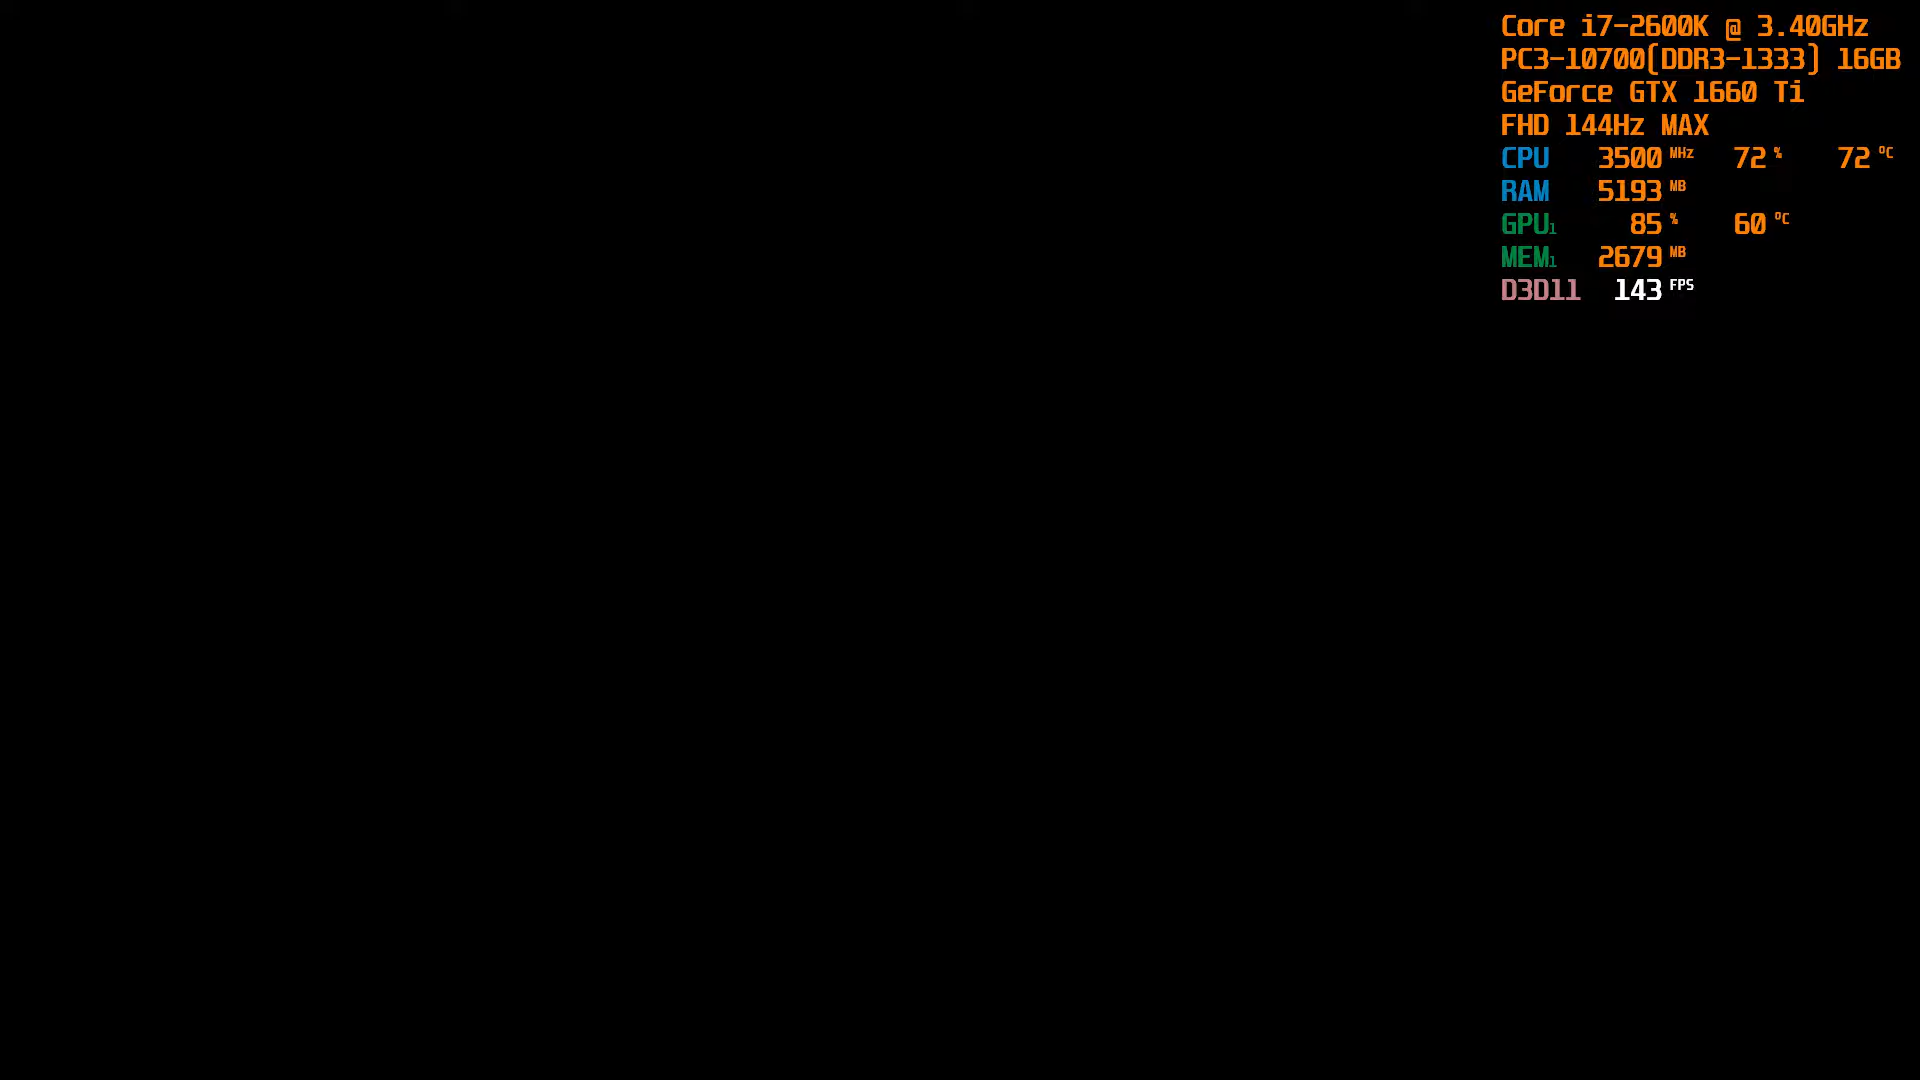 Core i7-2600K @ 3.40GHz
PC3-10700(DDR3-1333) 16GB
GeForce GTX 1660 Ti
FHD 144Hz MAX
CPU 3500 MHz 72 % 72 °C
RAM 5193 MB
GPU1 85 % 60 °C
MEM1 2679 MB
D3D11 143 FPS